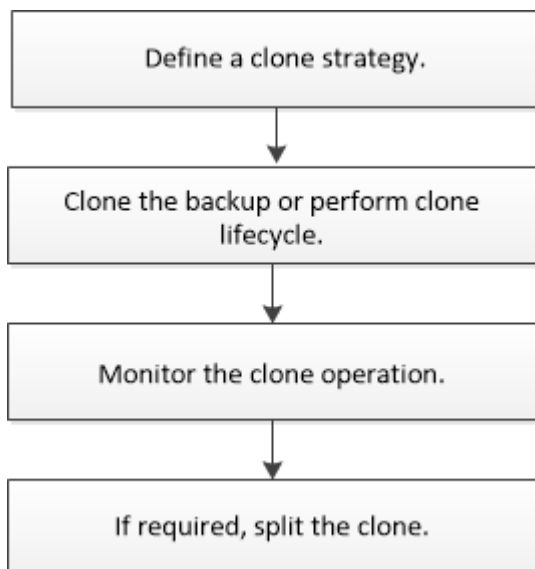 Define a clone strategy.
Clone the backup or perform clone
lifecycle.
Monitor the clone operation.
If required, split the clone.